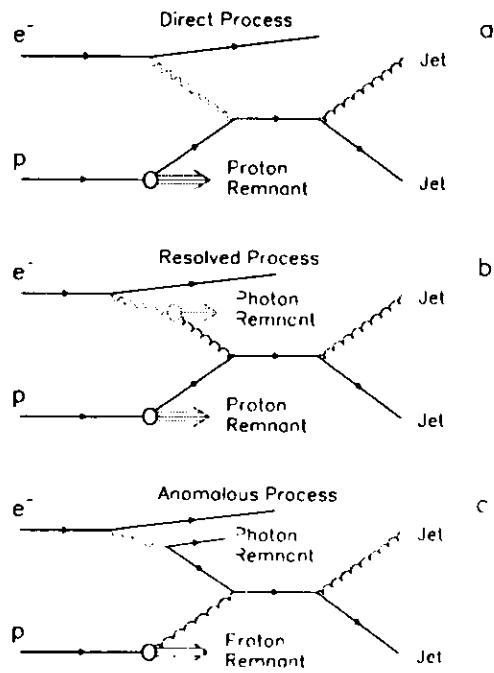 Direct Process
a
e⁻
Jet
p
Proton
Remnant
Jet
Resolved Process
b
e⁻
Photon
Remnant
Jet
p
Proton
Remnant
Jet
Anomalous Process
c
e⁻
Photon
Remnant
Jet
p
Proton
Remnant
Jet